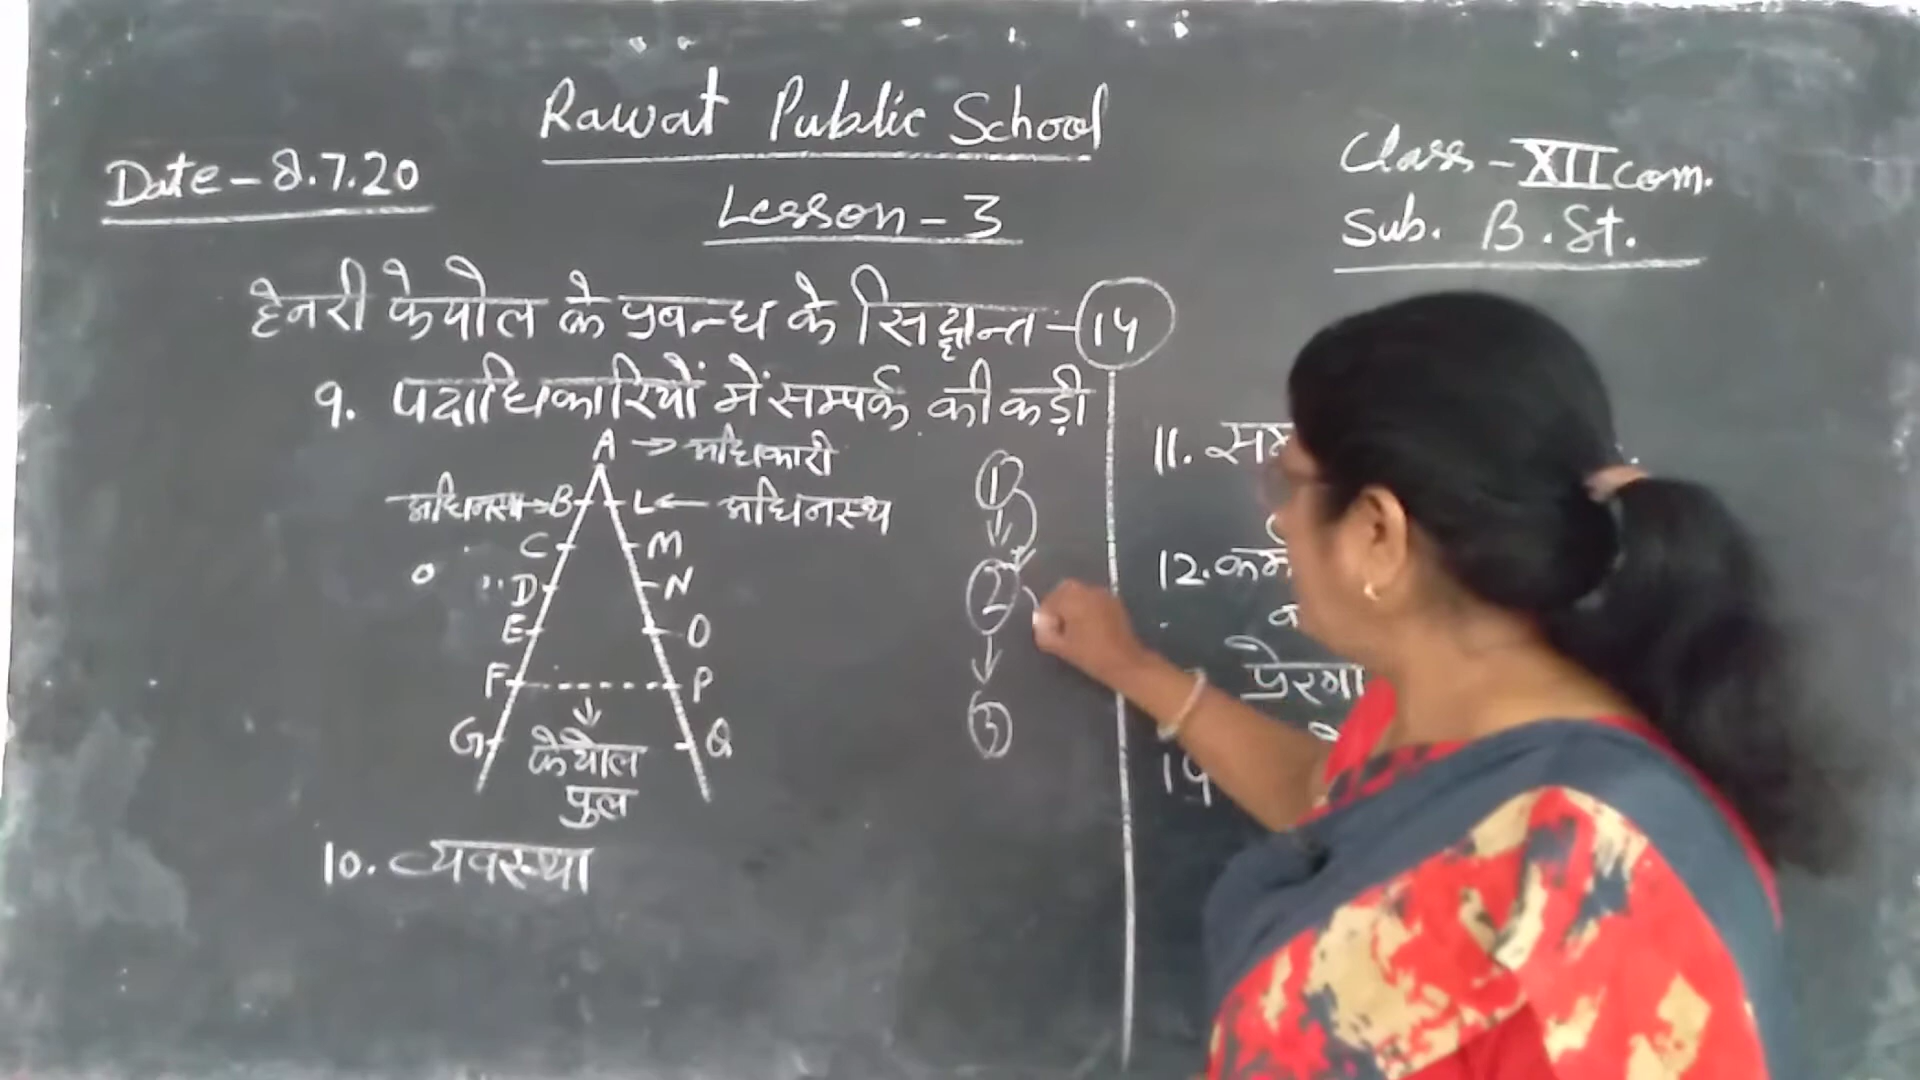 Rawat Public School
Date - 8.7.20
Class - XII com.
Lesson - 3
Sub. B. St.
हेनरी फेयोल के प्रबन्ध के सिद्धान्त - 14
9. पदाधिकारियों में सम्पर्क की कड़ी
A → अधिकारी
अधिनस्थ → B
L ← अधिनस्थ
C M
D N
E O
F P
G Q
फेयोल
पुल
10. व्यवस्था
1
2
3
11.
12.
प्रेरणा
14